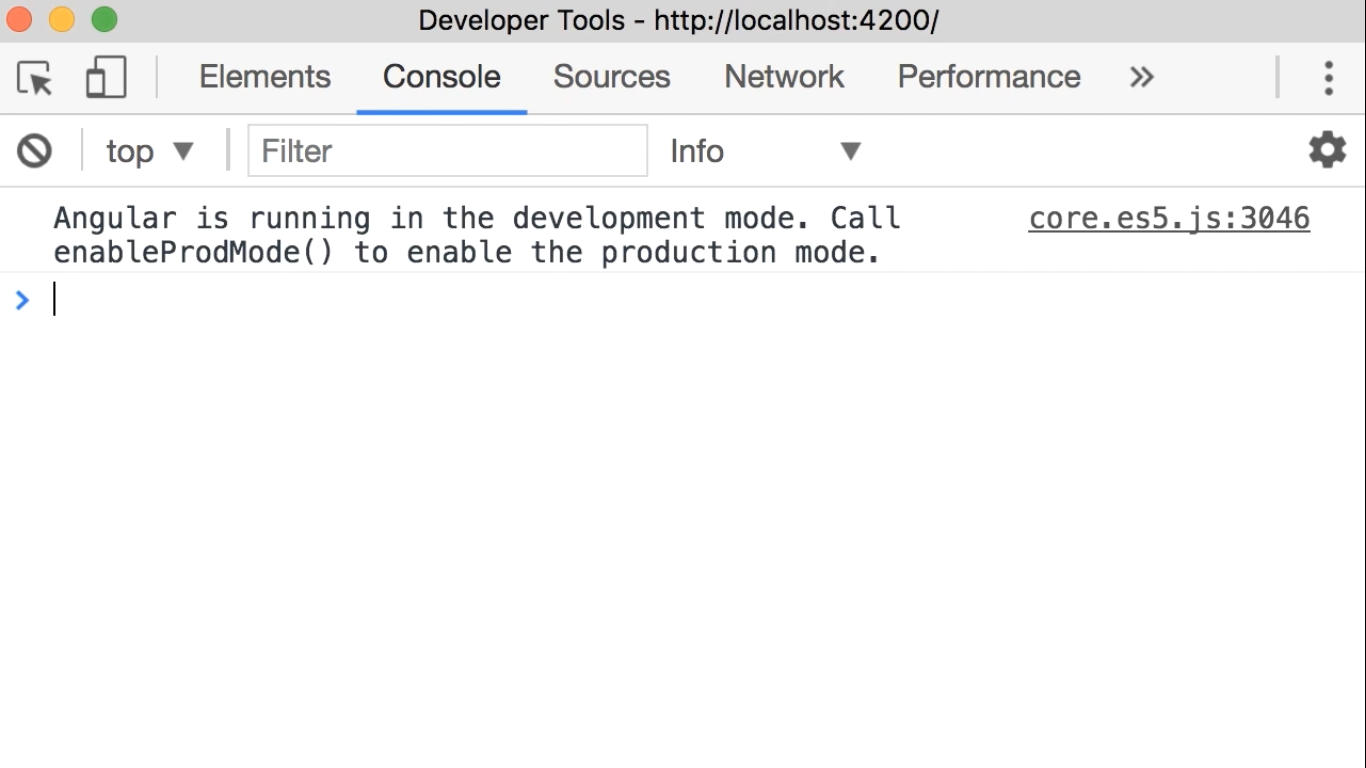 Developer Tools - http://localhost:4200/
Elements Console Sources Network Performance »
top ▼ Filter Info ▼
Angular is running in the development mode. Call core.es5.js:3046
enableProdMode() to enable the production mode.
>